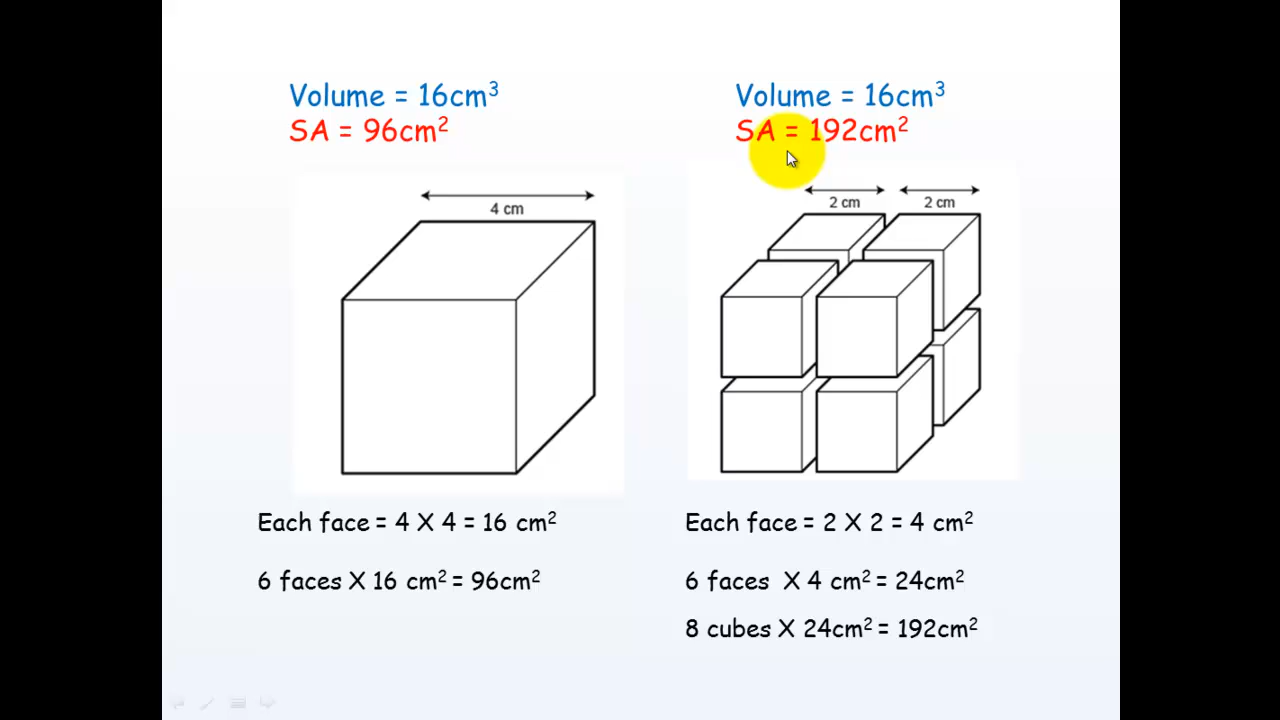 Volume = 16cm³
SA = 96cm²
4 cm
Each face = 4 X 4 = 16 cm²
6 faces X 16 cm² = 96cm²
Volume = 16cm³
SA = 192cm²
2 cm 2 cm
Each face = 2 X 2 = 4 cm²
6 faces X 4 cm² = 24cm²
8 cubes X 24cm² = 192cm²